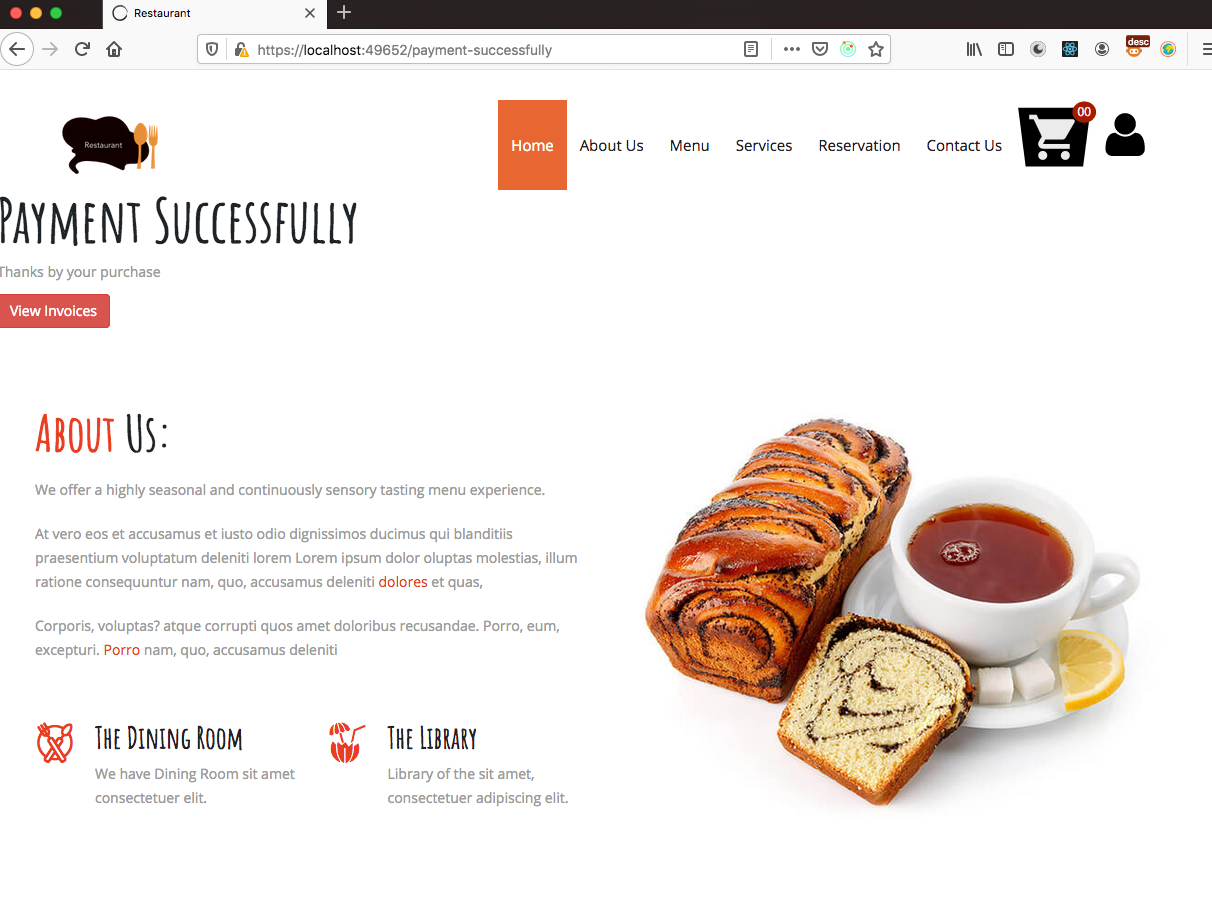 Restaurant
https://localhost:49652/payment-successfully
desc
Restaurant
Home
About Us
Menu
Services
Reservation
Contact Us
00
Payment Successfully
Thanks by your purchase
View Invoices
About Us:
We offer a highly seasonal and continuously sensory tasting menu experience.
At vero eos et accusamus et iusto odio dignissimos ducimus qui blanditiis
praesentium voluptatum deleniti lorem Lorem ipsum dolor oluptas molestias, illum
ratione consequuntur nam, quo, accusamus deleniti dolores et quas,
Corporis, voluptas? atque corrupti quos amet doloribus recusandae. Porro, eum,
excepturi. Porro nam, quo, accusamus deleniti
The Dining Room
We have Dining Room sit amet
consectetuer elit.
The Library
Library of the sit amet,
consectetuer adipiscing elit.